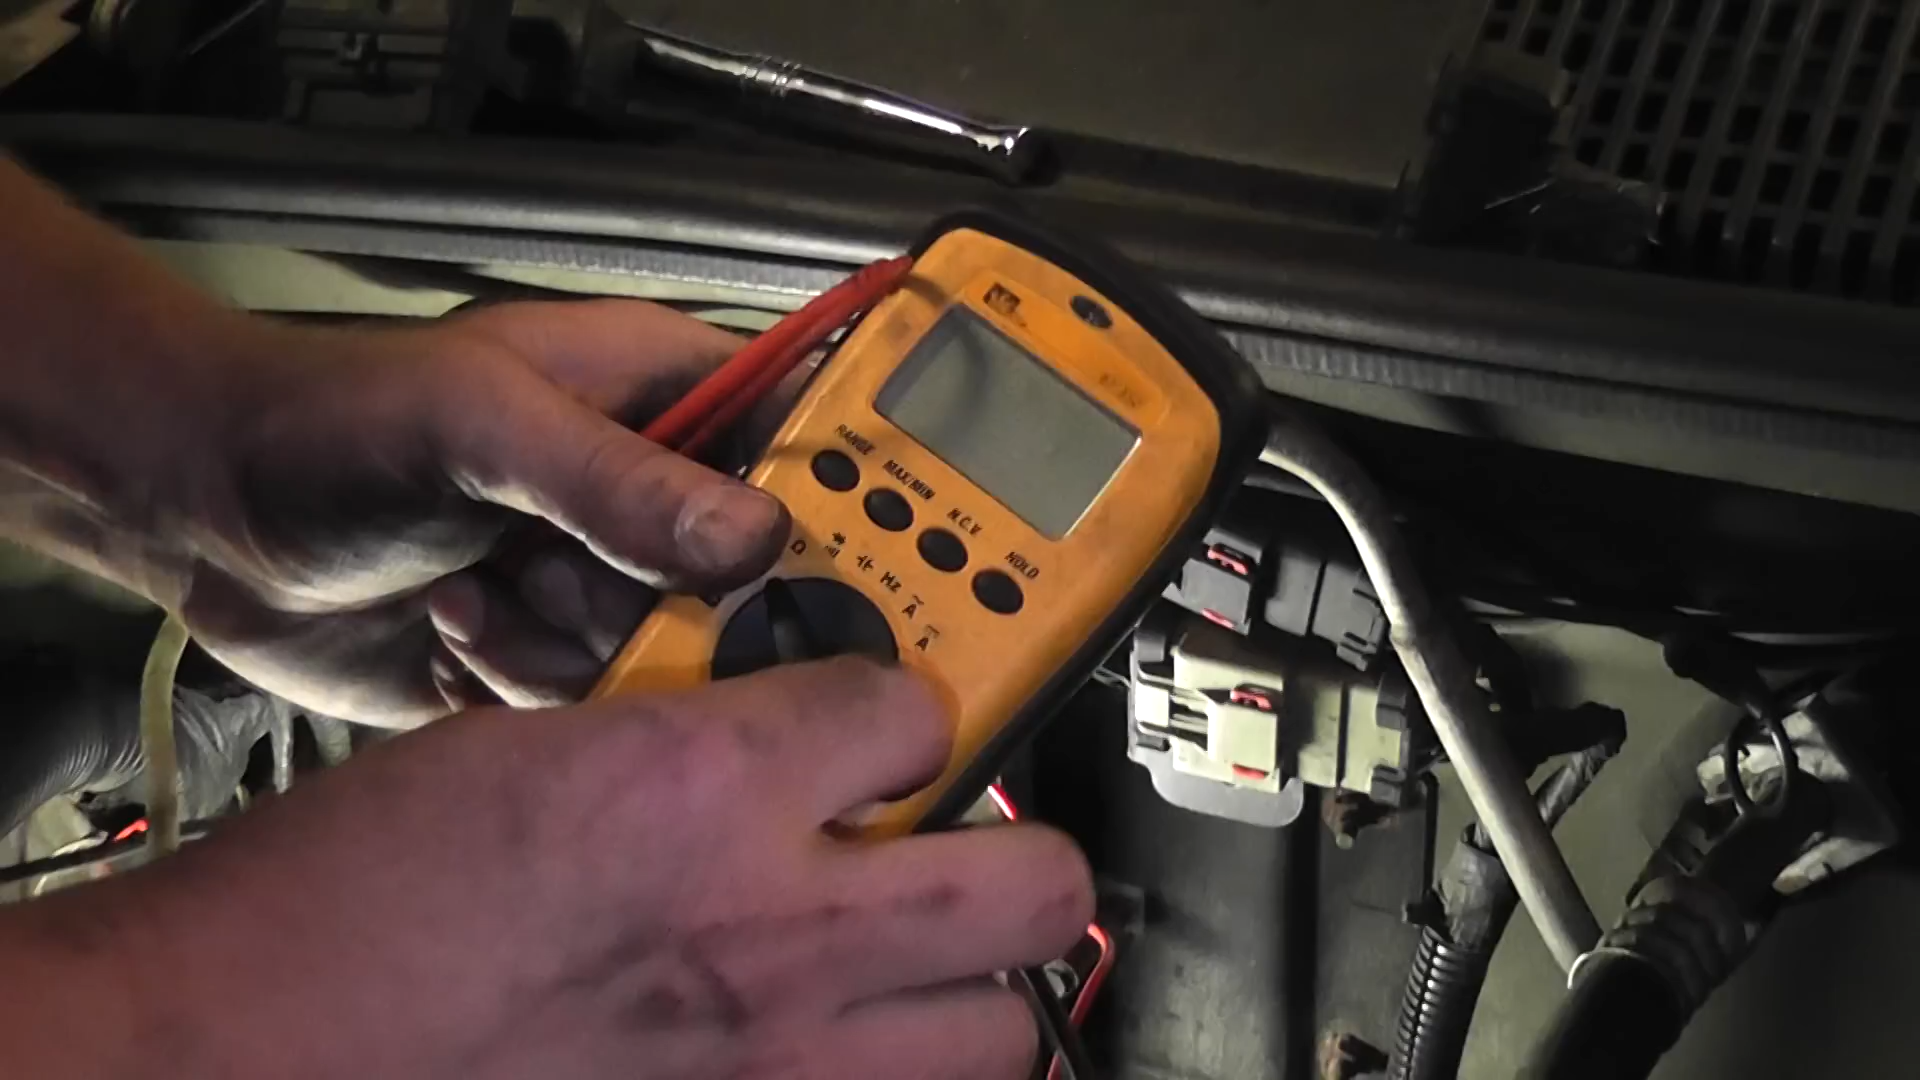 RANGE
MAX/MIN
N.C.V
HOLD
Ω
Hz
A
A